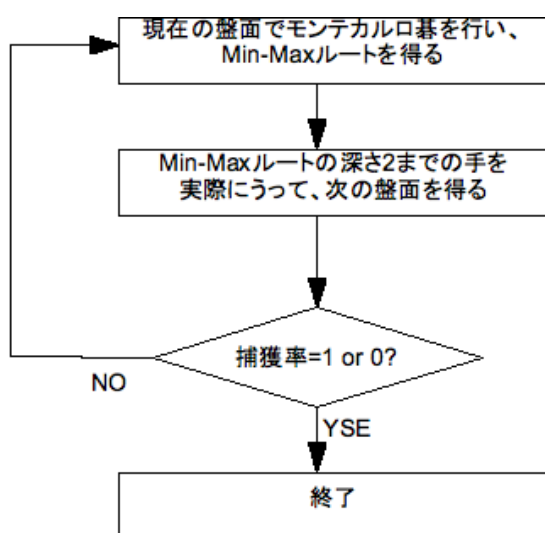 現在の盤面でモンテカルロ碁を行い、
Min-Maxルートを得る
Min-Maxルートの深さ2までの手を
実際にうって、次の盤面を得る
捕獲率=1 or 0?
NO
YSE
終了